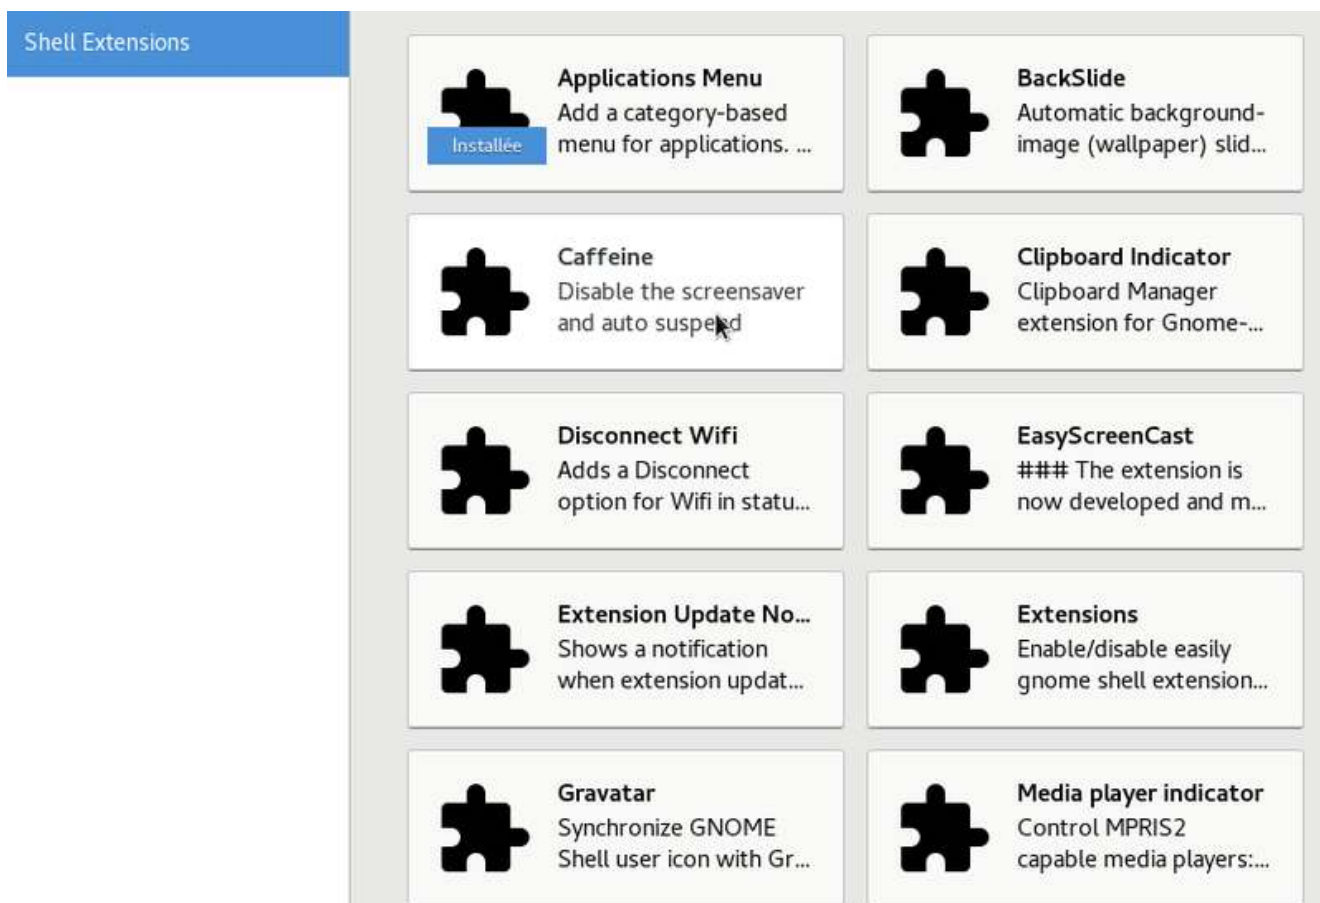 Shell Extensions
Applications Menu
Add a category-based
menu for applications. ...
Installée
BackSlide
Automatic background-
image (wallpaper) slid...
Caffeine
Disable the screensaver
and auto suspend
Clipboard Indicator
Clipboard Manager
extension for Gnome-...
Disconnect Wifi
Adds a Disconnect
option for Wifi in statu...
EasyScreenCast
### The extension is
now developed and m...
Extension Update No...
Shows a notification
when extension updat...
Extensions
Enable/disable easily
gnome shell extension...
Gravatar
Synchronize GNOME
Shell user icon with Gr...
Media player indicator
Control MPRIS2
capable media players:...